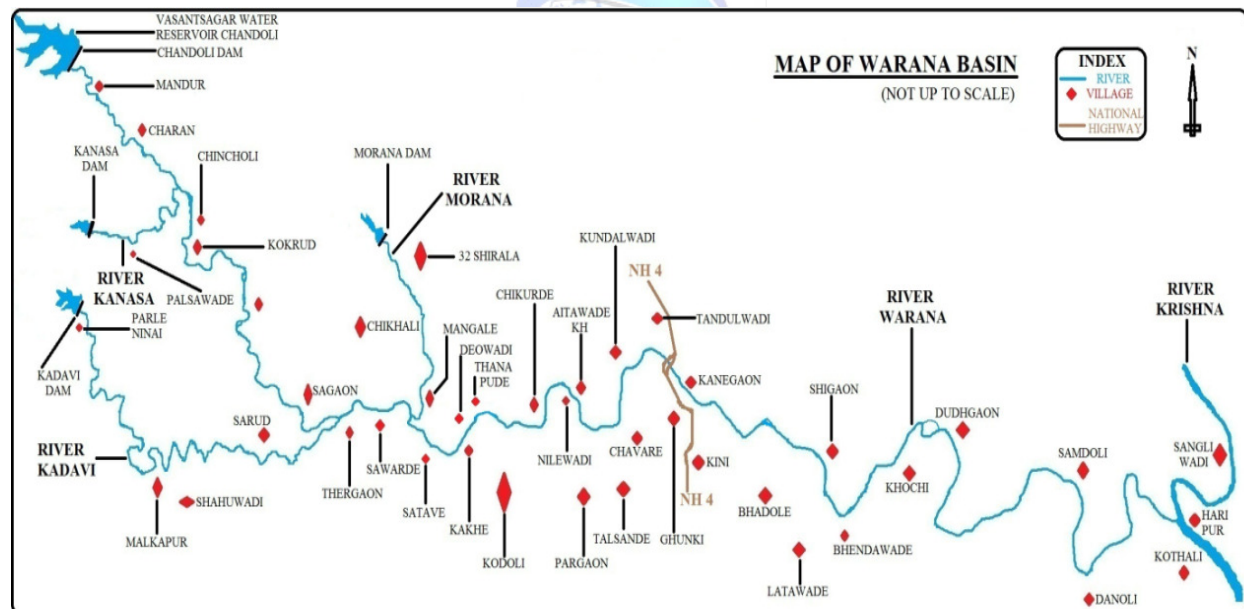 VASANTSAGAR WATER
RESERVOIR CHANDOLI
CHANDOLI DAM
MANDUR
CHARAN
KANASA
DAM
CHINCHOLI
KOKRUD
RIVER
KANASA
PALSAWADE
PARLE
NINAI
KADAVI
DAM
RIVER
KADAVI
MALKAPUR
SHAHUWADI
SARUD
SAGAON
MORANA DAM
RIVER
MORANA
32 SHIRALA
CHIKHALI
MANGALE
DEOWADI
THANA
PUDE
CHIKURDE
AITAWADE
KH
KUNDALWADI
NH 4
TANDULWADI
KANEGAON
THERGAON
SAWARDE
SATAVE
KAKHE
KODOLI
NILEWADI
CHAVARE
PARGAON
TALSANDE
GHUNKI
KINI
NH 4
BHADOLE
LATAWADE
BHENDAWADE
SHIGAON
RIVER
WARANA
KHOCHI
DUDHGAON
SAMDOLI
DANOLI
RIVER
KRISHNA
SANGLI
WADI
HARI
PUR
KOTHALI
MAP OF WARANA BASIN
(NOT UP TO SCALE)
INDEX
RIVER
VILLAGE
NATIONAL
HIGHWAY
N